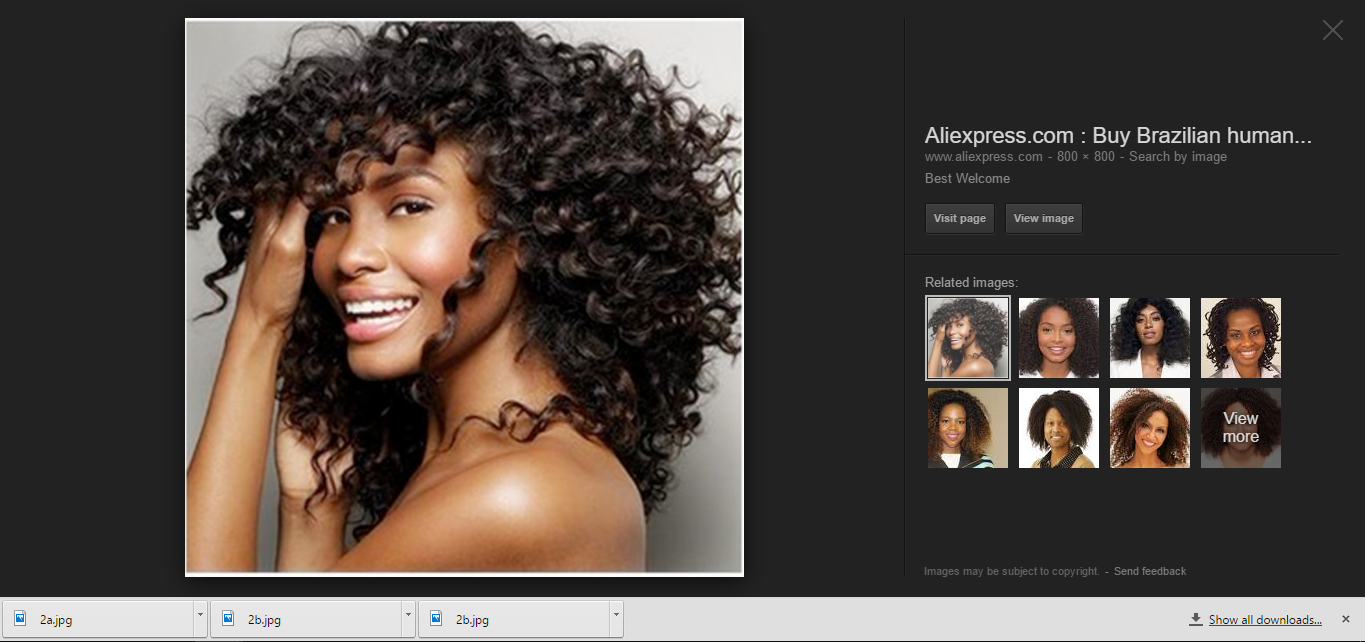 Aliexpress.com : Buy Brazilian human...
www.aliexpress.com - 800 × 800 - Search by image
Best Welcome
Visit page
View image
Related images:
View
more
Images may be subject to copyright. - Send feedback
2a.jpg
2b.jpg
2b.jpg
Show all downloads...